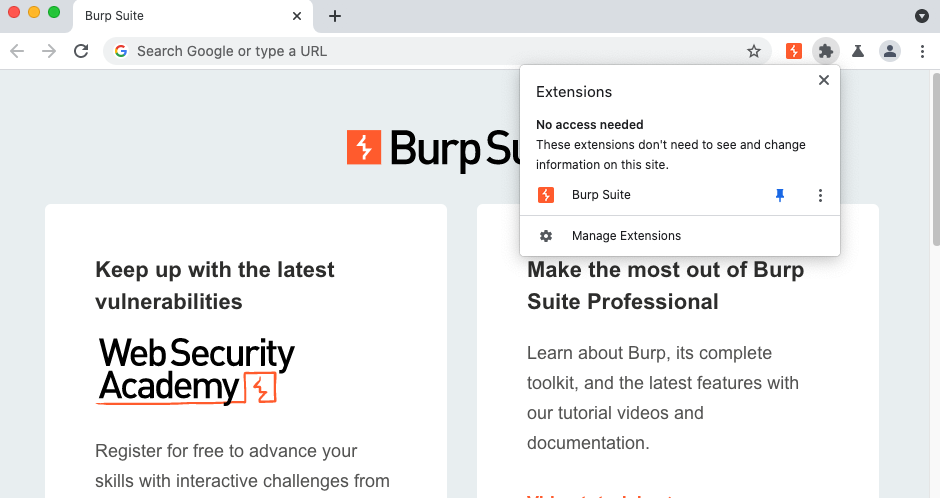 Burp Suite
Search Google or type a URL
Extensions
No access needed
These extensions don't need to see and change
information on this site.
Burp Suite
Manage Extensions
Burp Su
Keep up with the latest
vulnerabilities
Web Security
Academy
Register for free to advance your
skills with interactive challenges from
Make the most out of Burp
Suite Professional
Learn about Burp, its complete
toolkit, and the latest features with
our tutorial videos and
documentation.